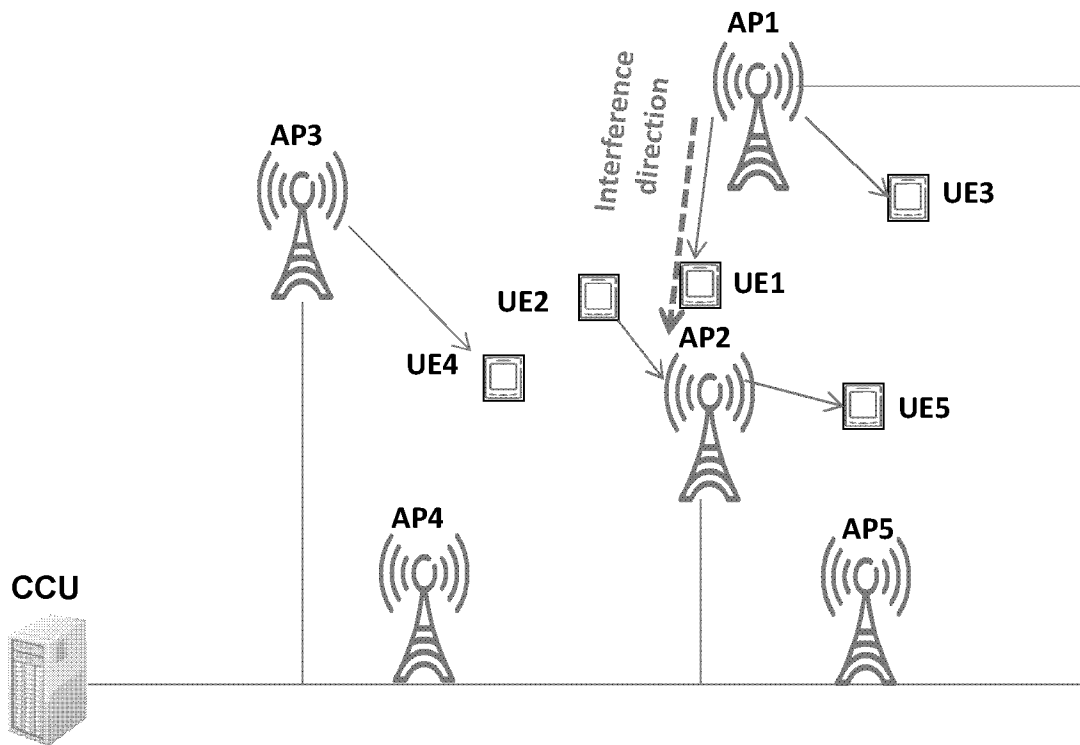 AP1
Interference
direction
AP3
UE3
UE1
UE2
AP2
UE4
UE5
AP4
AP5
CCU